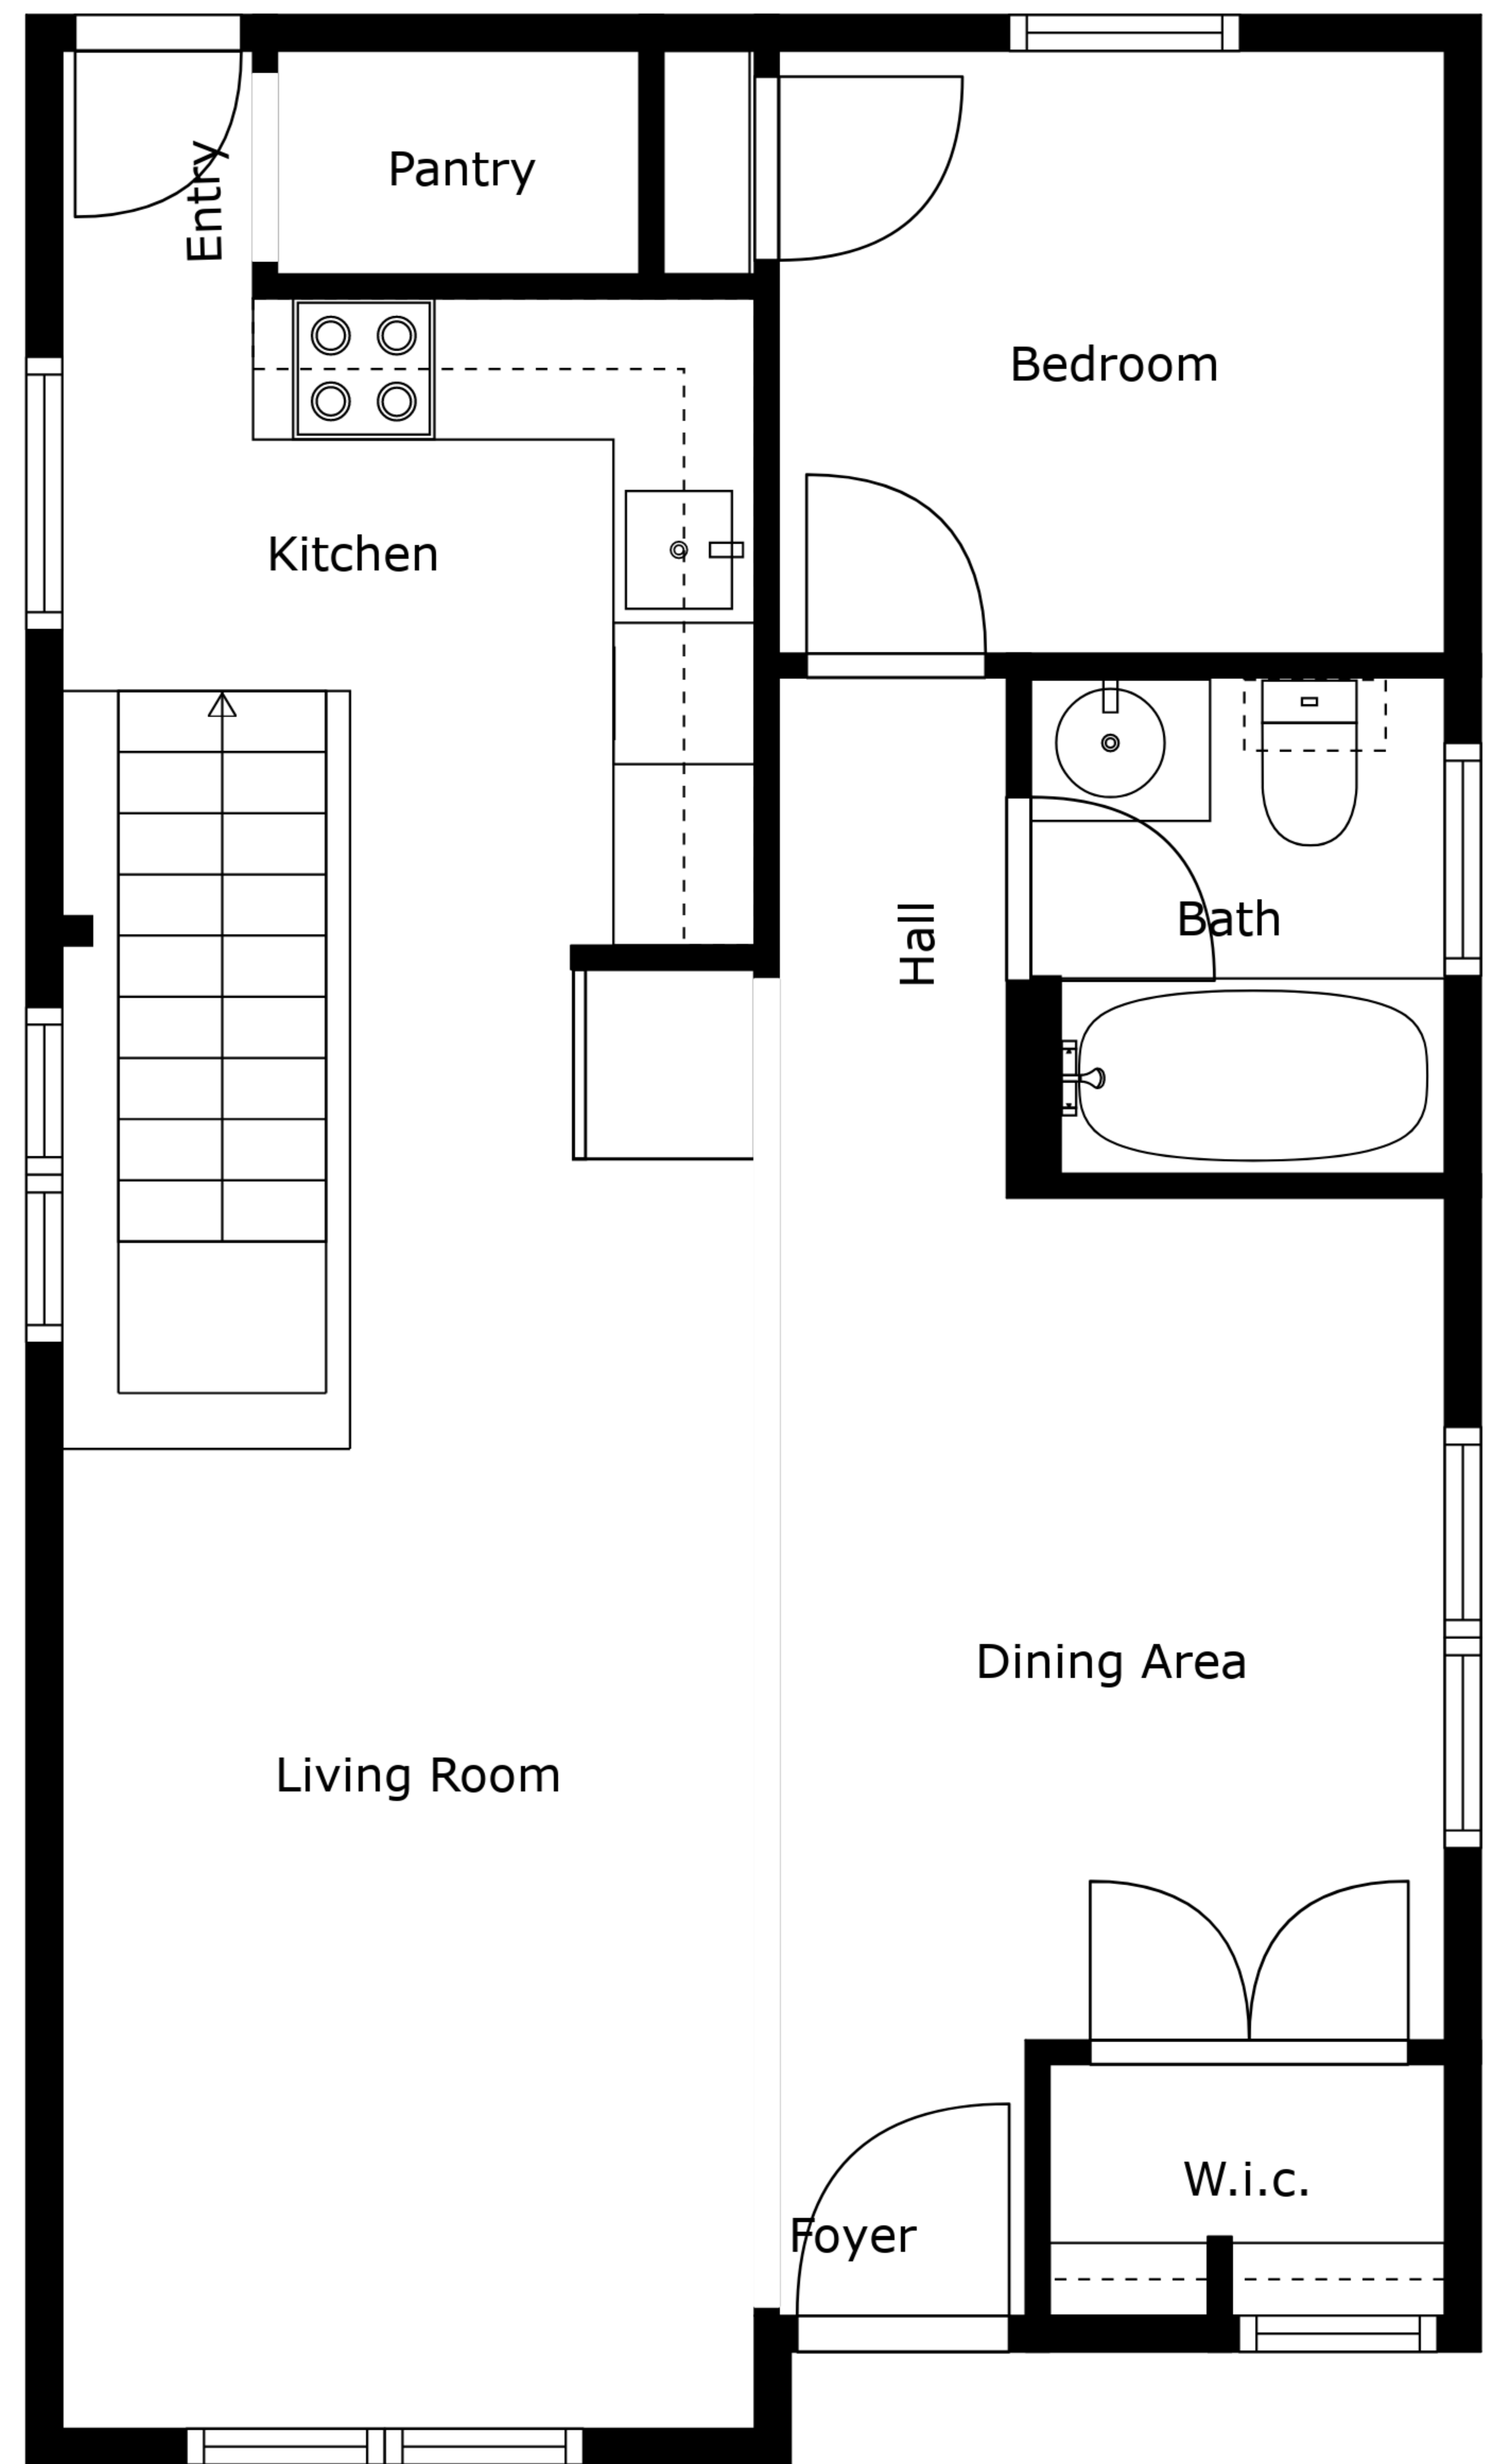 Entry
Pantry
Bedroom
Kitchen
Hall
Bath
Dining Area
Living Room
W.i.c.
Foyer